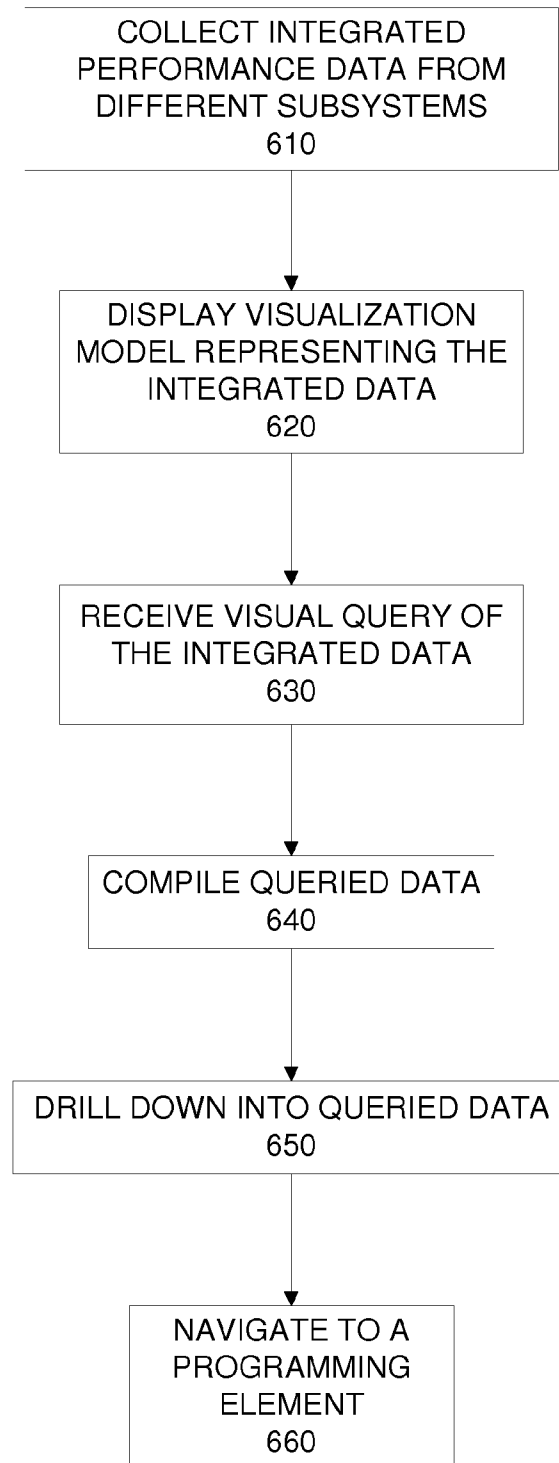 COLLECT INTEGRATED
PERFORMANCE DATA FROM
DIFFERENT SUBSYSTEMS
610
DISPLAY VISUALIZATION
MODEL REPRESENTING THE
INTEGRATED DATA
620
RECEIVE VISUAL QUERY OF
THE INTEGRATED DATA
630
COMPILE QUERIED DATA
640
DRILL DOWN INTO QUERIED DATA
650
NAVIGATE TO A
PROGRAMMING
ELEMENT
660